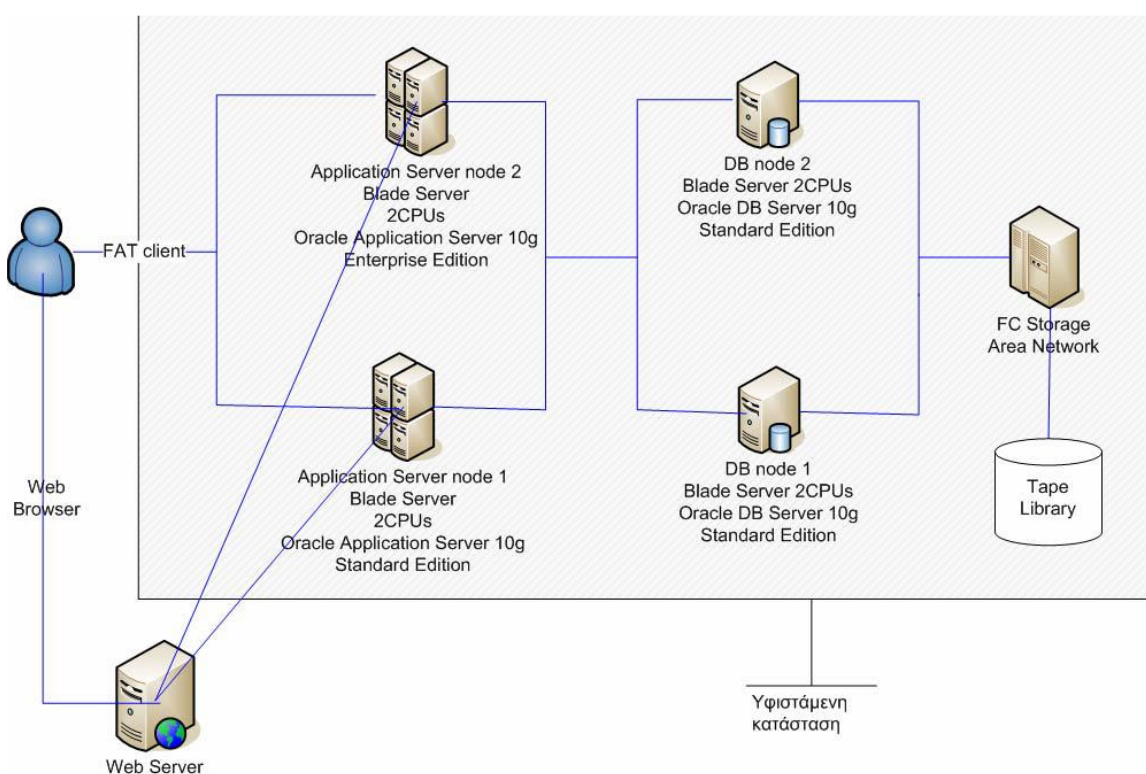 Application Server node 2
Blade Server
2CPUs
Oracle Application Server 10g
Enterprise Edition
DB node 2
Blade Server 2CPUs
Oracle DB Server 10g
Standard Edition
FAT client
FC Storage
Area Network
Application Server node 1
Blade Server
2CPUs
Oracle Application Server 10g
Standard Edition
DB node 1
Blade Server 2CPUs
Oracle DB Server 10g
Standard Edition
Tape
Library
Web
Browser
Υφιστάμενη
κατάσταση
Web Server